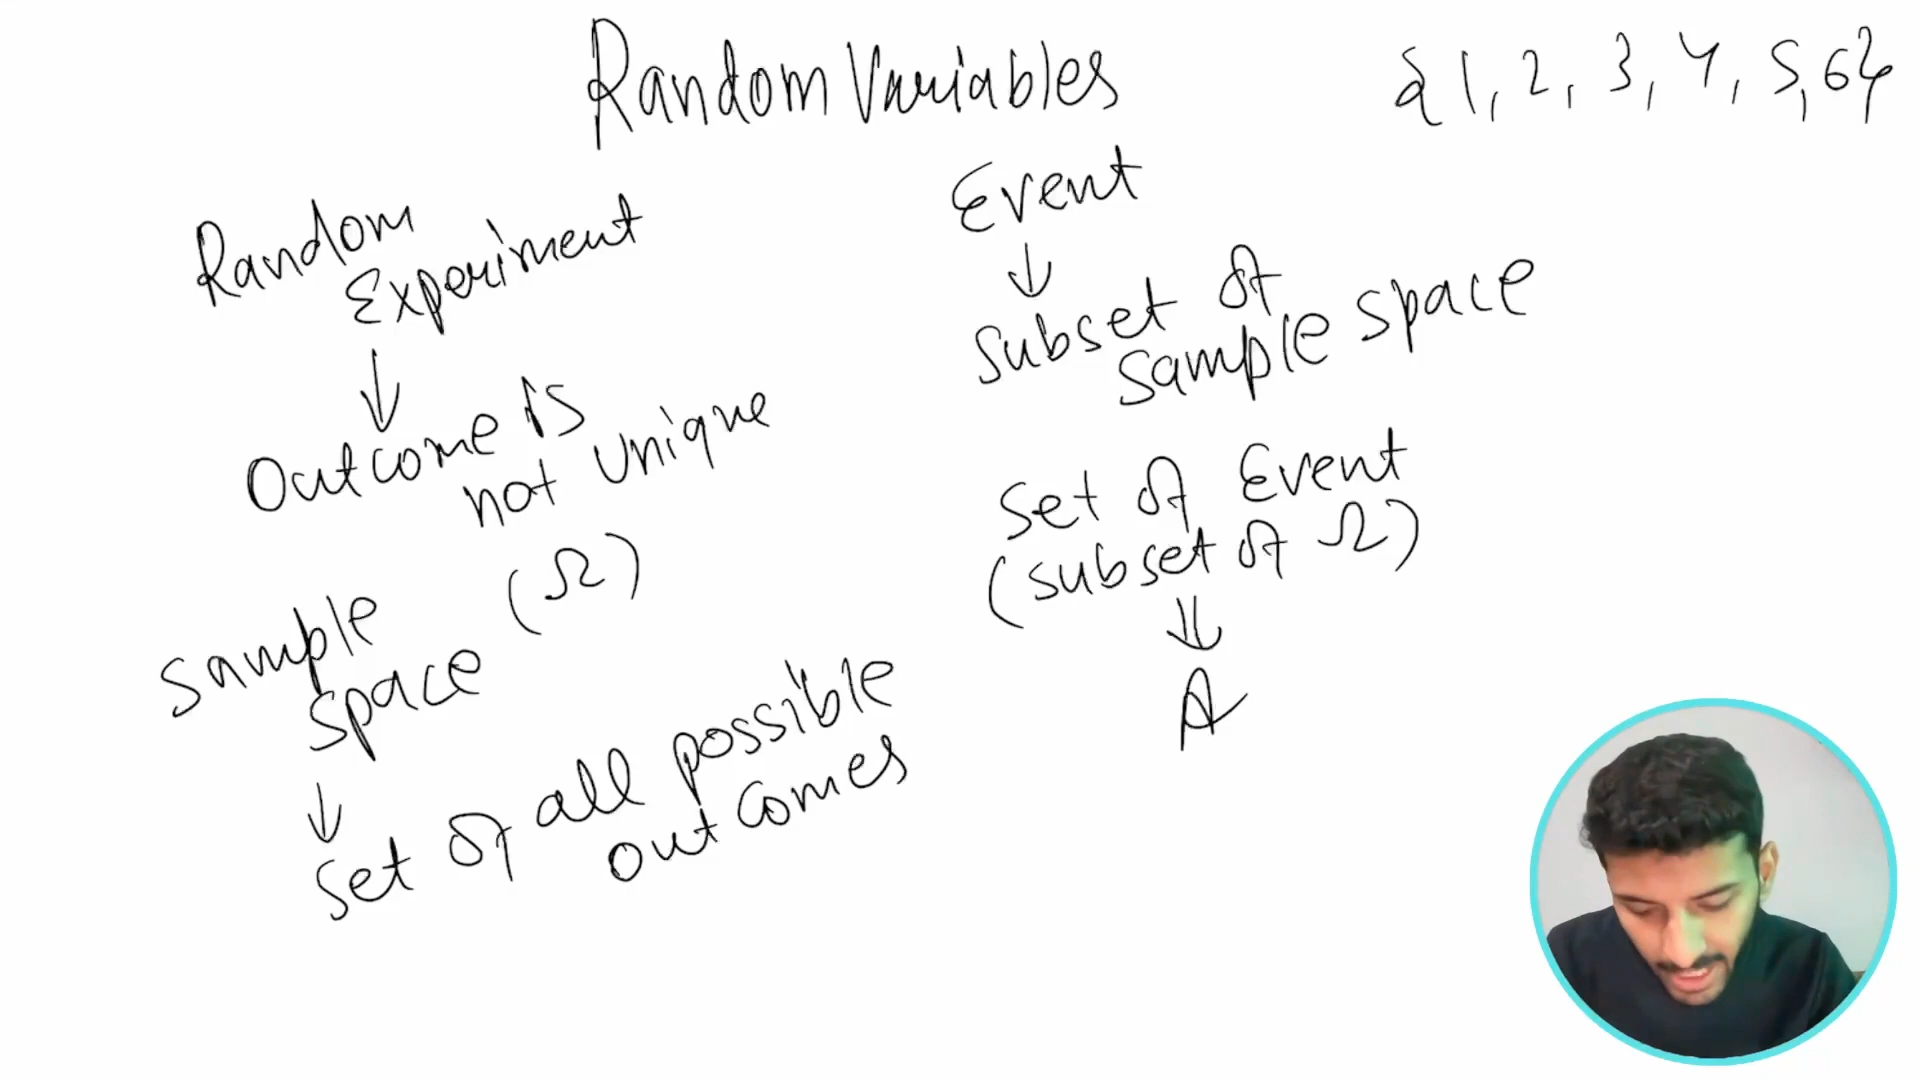 Random Variables
{1, 2, 3, 4, 5, 6}
Random
Experiment
↓
Outcome is
not unique
Sample
space (Ω)
↓
Set of all possible
outcomes
Event
↓
Subset of
Sample space
Set of Event
(subset of Ω)
↓
A